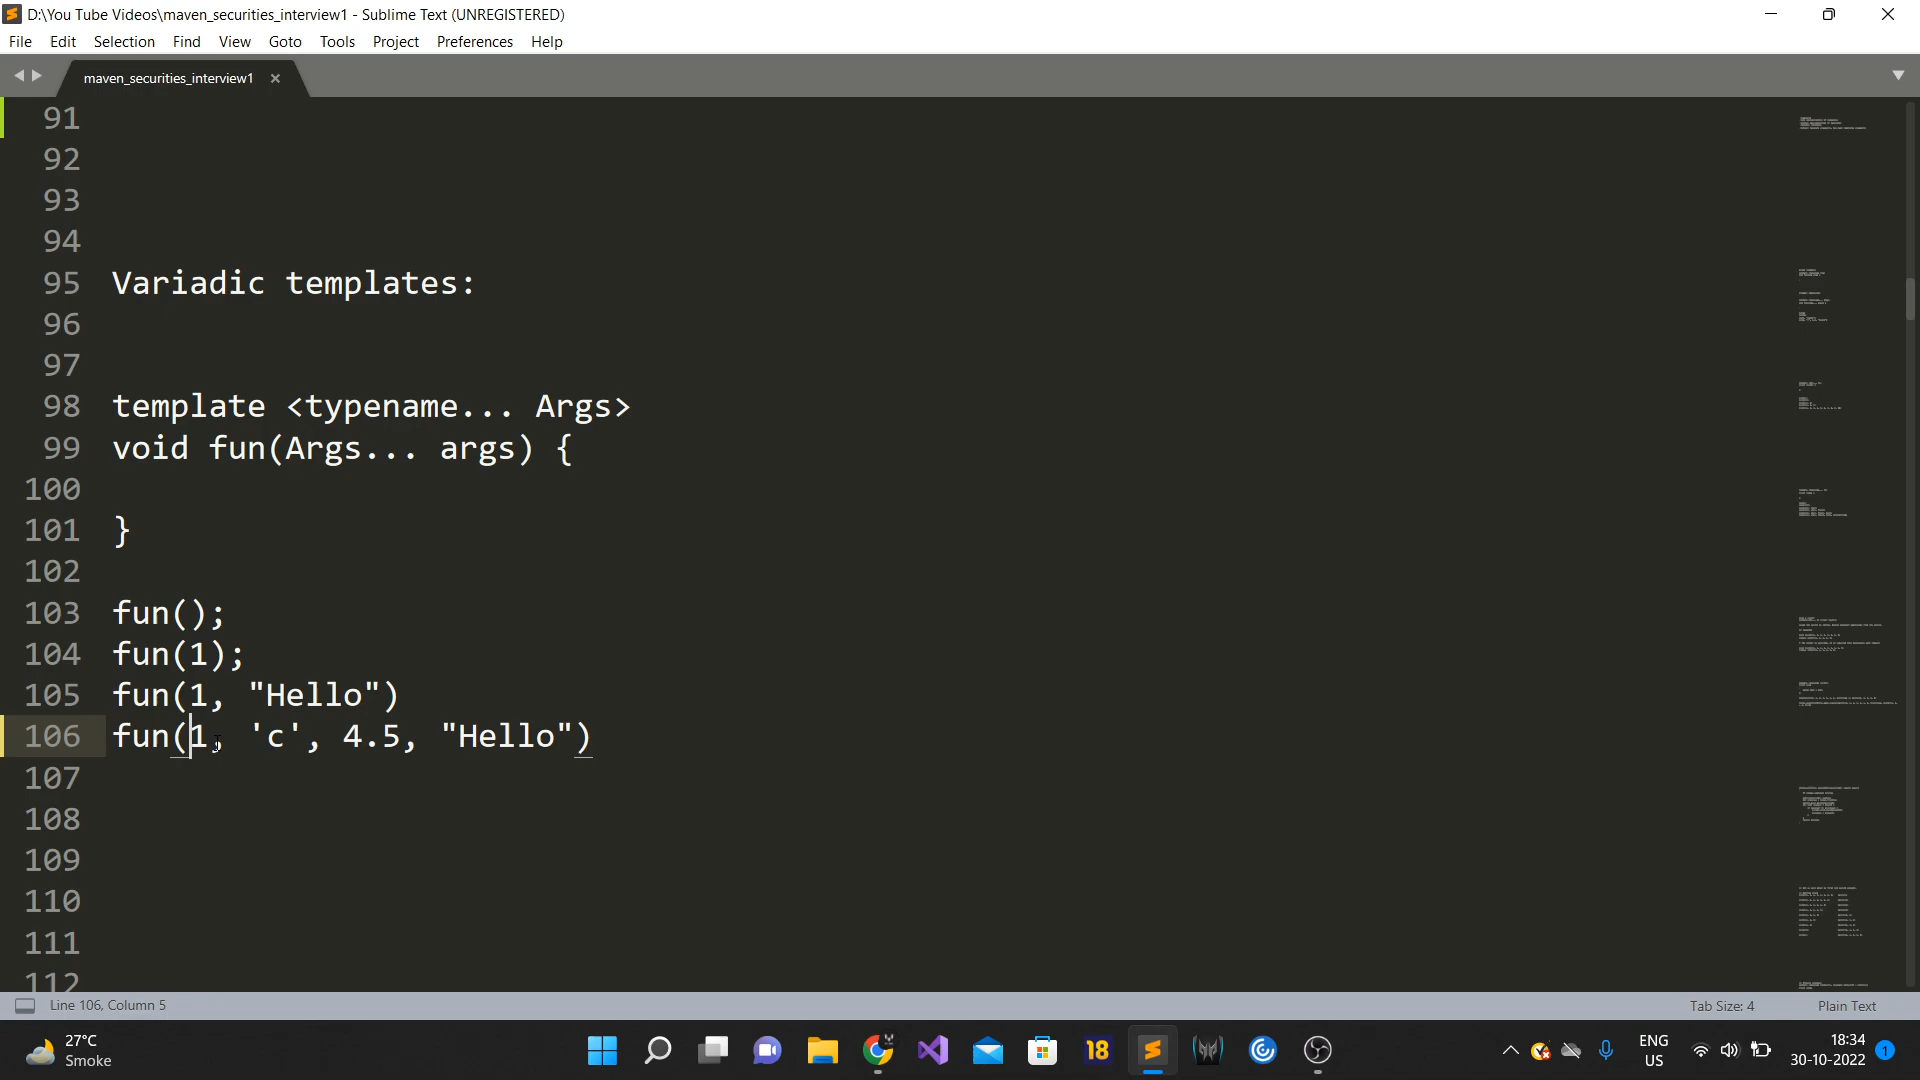 D:\You Tube Videos\maven_securities_interview1 - Sublime Text (UNREGISTERED)
File Edit Selection Find View Goto Tools Project Preferences Help
maven_securities_interview1
91
92
93
94
95 Variadic templates:
96
97
98 template <typename... Args>
99 void fun(Args... args) {
100
101 }
102
103 fun();
104 fun(1);
105 fun(1, "Hello")
106 fun(1, 'c', 4.5, "Hello")
107
108
109
110
111
112
Line 106, Column 5 Tab Size: 4 Plain Text
27°C
Smoke
18
ENG
US
18:34
30-10-2022
1